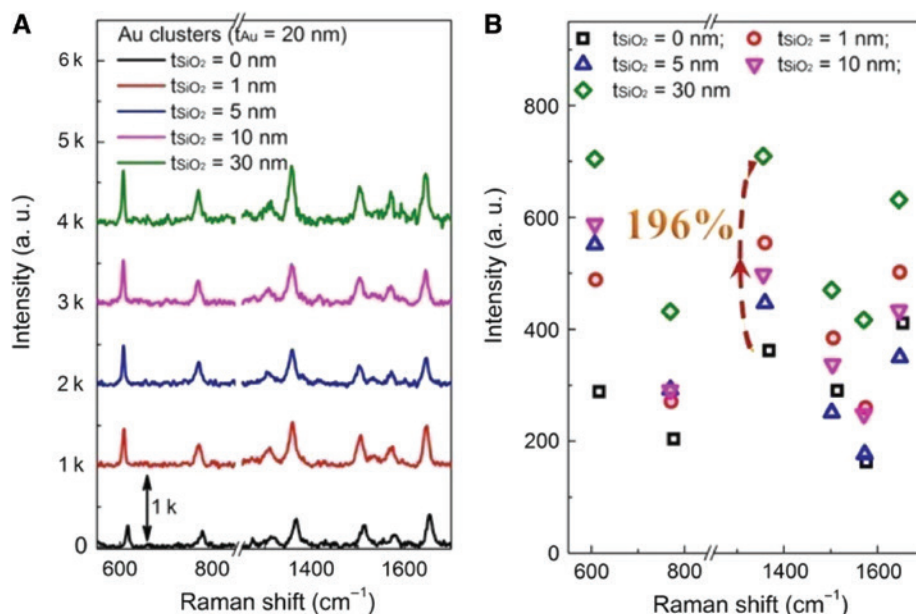 A
Au clusters (tAu = 20 nm)
tSiO₂ = 0 nm
tSiO₂ = 1 nm
tSiO₂ = 5 nm
tSiO₂ = 10 nm
tSiO₂ = 30 nm
6 k
5 k
4 k
3 k
2 k
1 k
0
1 k
Intensity (a. u.)
600 800 1400 1600
Raman shift (cm⁻¹)
B
tSiO₂ = 0 nm; tSiO₂ = 1 nm;
tSiO₂ = 5 nm tSiO₂ = 10 nm;
tSiO₂ = 30 nm
800
600
400
200
0
196%
Intensity (a. u.)
600 800 1400 1600
Raman shift (cm⁻¹)